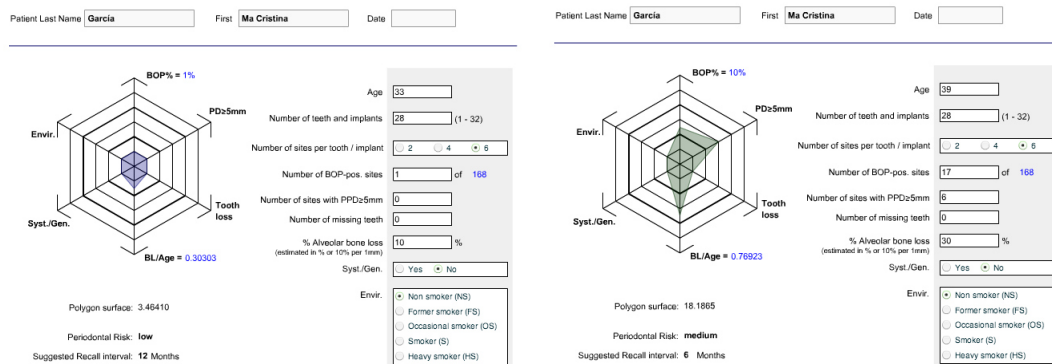 Patient Last Name García First Ma Cristina Date
BOP% = 1%
PD≥5mm
Envir.
Tooth
loss
Syst./Gen.
BL/Age = 0.30303
Age 33
Number of teeth and implants 28 (1 - 32)
Number of sites per tooth / implant 2 4 6
Number of BOP-pos. sites 1 of 168
Number of sites with PPD≥5mm 0
Number of missing teeth 0
% Alveolar bone loss 10 %
(estimated in % or 10% per 1mm)
Syst./Gen. Yes No
Envir. Non smoker (NS)
Former smoker (FS)
Occasional smoker (OS)
Smoker (S)
Heavy smoker (HS)
Polygon surface: 3.46410
Periodontal Risk: low
Suggested Recall interval: 12 Months
Patient Last Name García First Ma Cristina Date
BOP% = 10%
PD≥5mm
Envir.
Tooth
loss
Syst./Gen.
BL/Age = 0.76923
Age 39
Number of teeth and implants 28 (1 - 32)
Number of sites per tooth / implant 2 4 6
Number of BOP-pos. sites 17 of 168
Number of sites with PPD≥5mm 6
Number of missing teeth 0
% Alveolar bone loss 30 %
(estimated in % or 10% per 1mm)
Syst./Gen. Yes No
Envir. Non smoker (NS)
Former smoker (FS)
Occasional smoker (OS)
Smoker (S)
Heavy smoker (HS)
Polygon surface: 18.1865
Periodontal Risk: medium
Suggested Recall interval: 6 Months